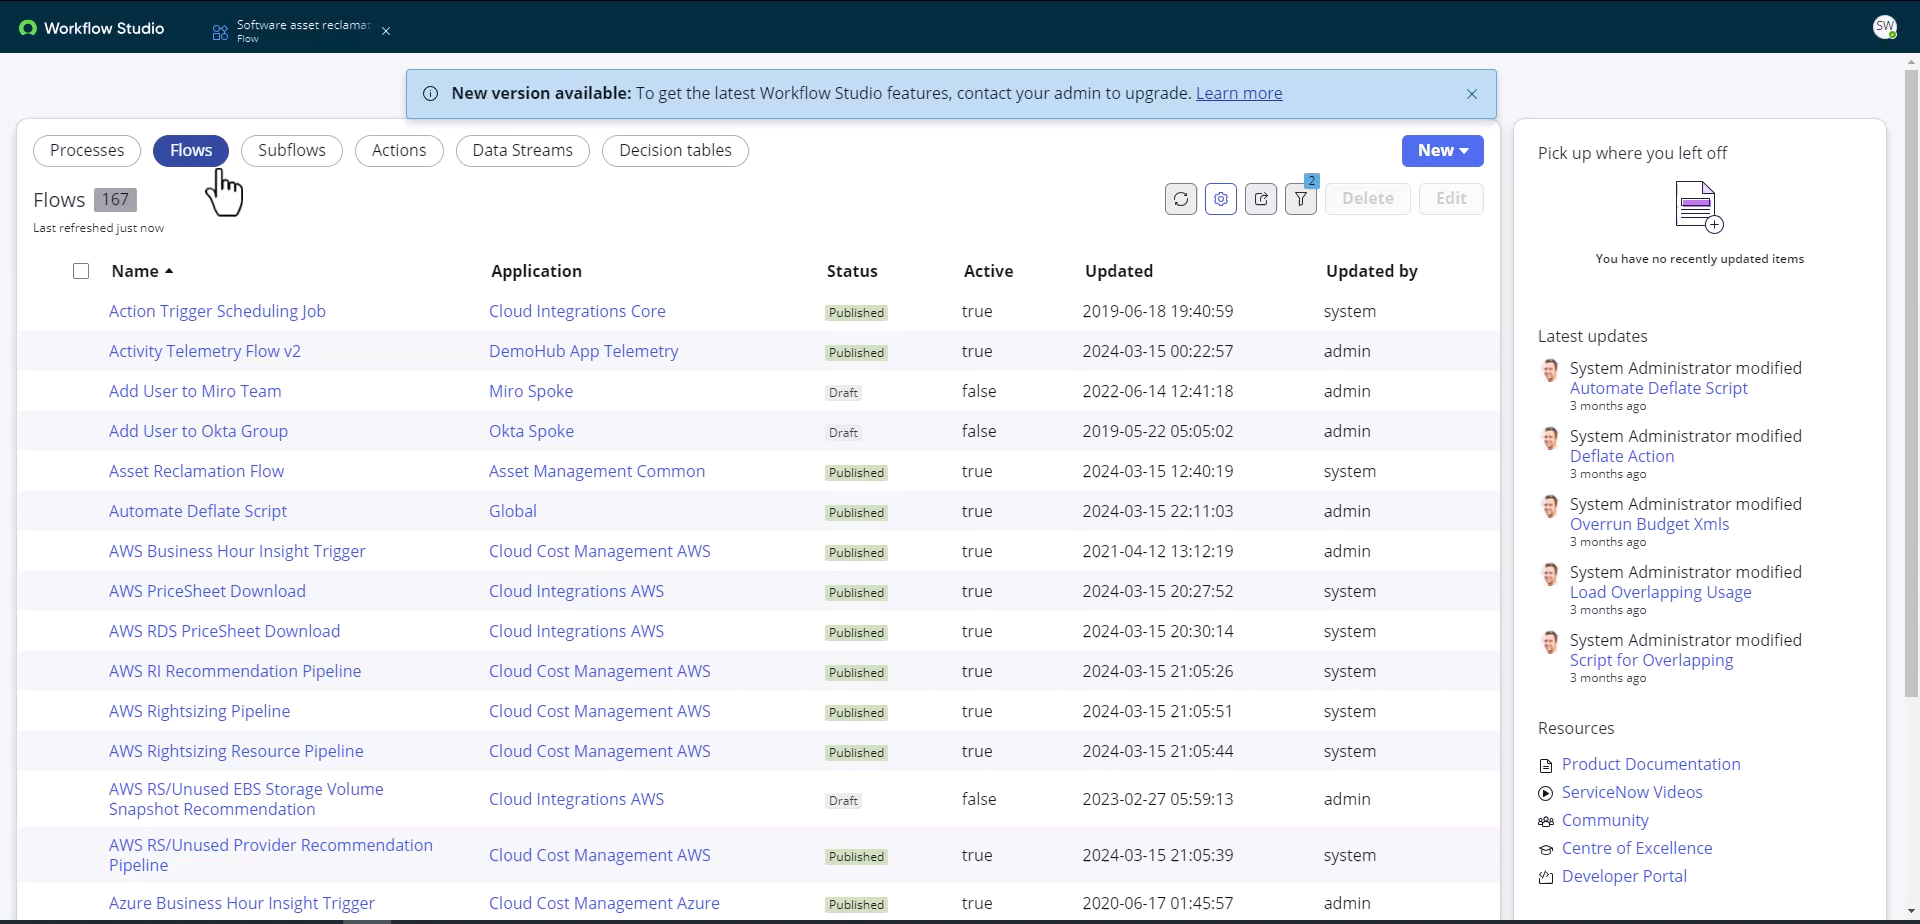 Workflow Studio
Software asset reclamat
Flow
SW
New version available: To get the latest Workflow Studio features, contact your admin to upgrade. Learn more
Processes Flows Subflows Actions Data Streams Decision tables New
Flows 167
2
Delete Edit
Last refreshed just now
Name Application Status Active Updated Updated by
Action Trigger Scheduling Job Cloud Integrations Core Published true 2019-06-18 19:40:59 system
Activity Telemetry Flow v2 DemoHub App Telemetry Published true 2024-03-15 00:22:57 admin
Add User to Miro Team Miro Spoke Draft false 2022-06-14 12:41:18 admin
Add User to Okta Group Okta Spoke Draft false 2019-05-22 05:05:02 admin
Asset Reclamation Flow Asset Management Common Published true 2024-03-15 12:40:19 system
Automate Deflate Script Global Published true 2024-03-15 22:11:03 admin
AWS Business Hour Insight Trigger Cloud Cost Management AWS Published true 2021-04-12 13:12:19 admin
AWS PriceSheet Download Cloud Integrations AWS Published true 2024-03-15 20:27:52 system
AWS RDS PriceSheet Download Cloud Integrations AWS Published true 2024-03-15 20:30:14 system
AWS RI Recommendation Pipeline Cloud Cost Management AWS Published true 2024-03-15 21:05:26 system
AWS Rightsizing Pipeline Cloud Cost Management AWS Published true 2024-03-15 21:05:51 system
AWS Rightsizing Resource Pipeline Cloud Cost Management AWS Published true 2024-03-15 21:05:44 system
AWS RS/Unused EBS Storage Volume
Snapshot Recommendation Cloud Integrations AWS Draft false 2023-02-27 05:59:13 admin
AWS RS/Unused Provider Recommendation
Pipeline Cloud Cost Management AWS Published true 2024-03-15 21:05:39 system
Azure Business Hour Insight Trigger Cloud Cost Management Azure Published true 2020-06-17 01:45:57 admin
Pick up where you left off
You have no recently updated items
Latest updates
System Administrator modified
Automate Deflate Script
3 months ago
System Administrator modified
Deflate Action
3 months ago
System Administrator modified
Overrun Budget Xmls
3 months ago
System Administrator modified
Load Overlapping Usage
3 months ago
System Administrator modified
Script for Overlapping
3 months ago
Resources
Product Documentation
ServiceNow Videos
Community
Centre of Excellence
Developer Portal